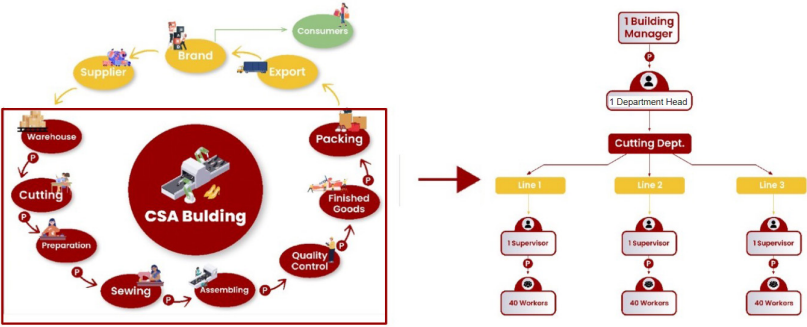 Consumers
Brand
Supplier
Export
Warehouse
P
Cutting
P
Preparation
P
Sewing
P
Assembling
P
Quality
Control
P
Finished
Goods
P
Packing
CSA Bulding
1 Building
Manager
P
1 Department Head
Cutting Dept.
Line 1
Line 2
Line 3
1 Supervisor
1 Supervisor
1 Supervisor
P
P
P
40 Workers
40 Workers
40 Workers